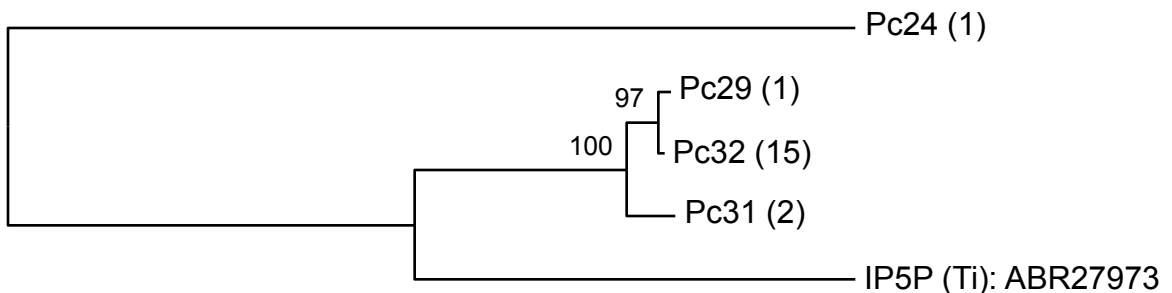 Pc24 (1)
Pc29 (1)
97
Pc32 (15)
100
Pc31 (2)
IP5P (Ti): ABR27973